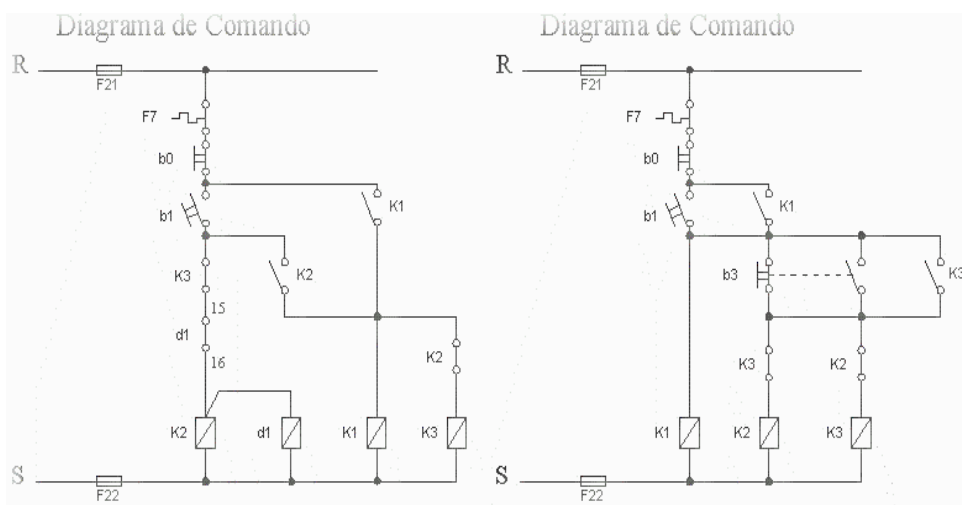 Diagrama de Comando
R
F21
F7
b0
b1
K1
K3
K2
15
d1
16
K2
K2
d1
K1
K3
S
F22
Diagrama de Comando
R
F21
F7
b0
b1
K1
b3
K3
K3
K2
K1
K2
K3
S
F22